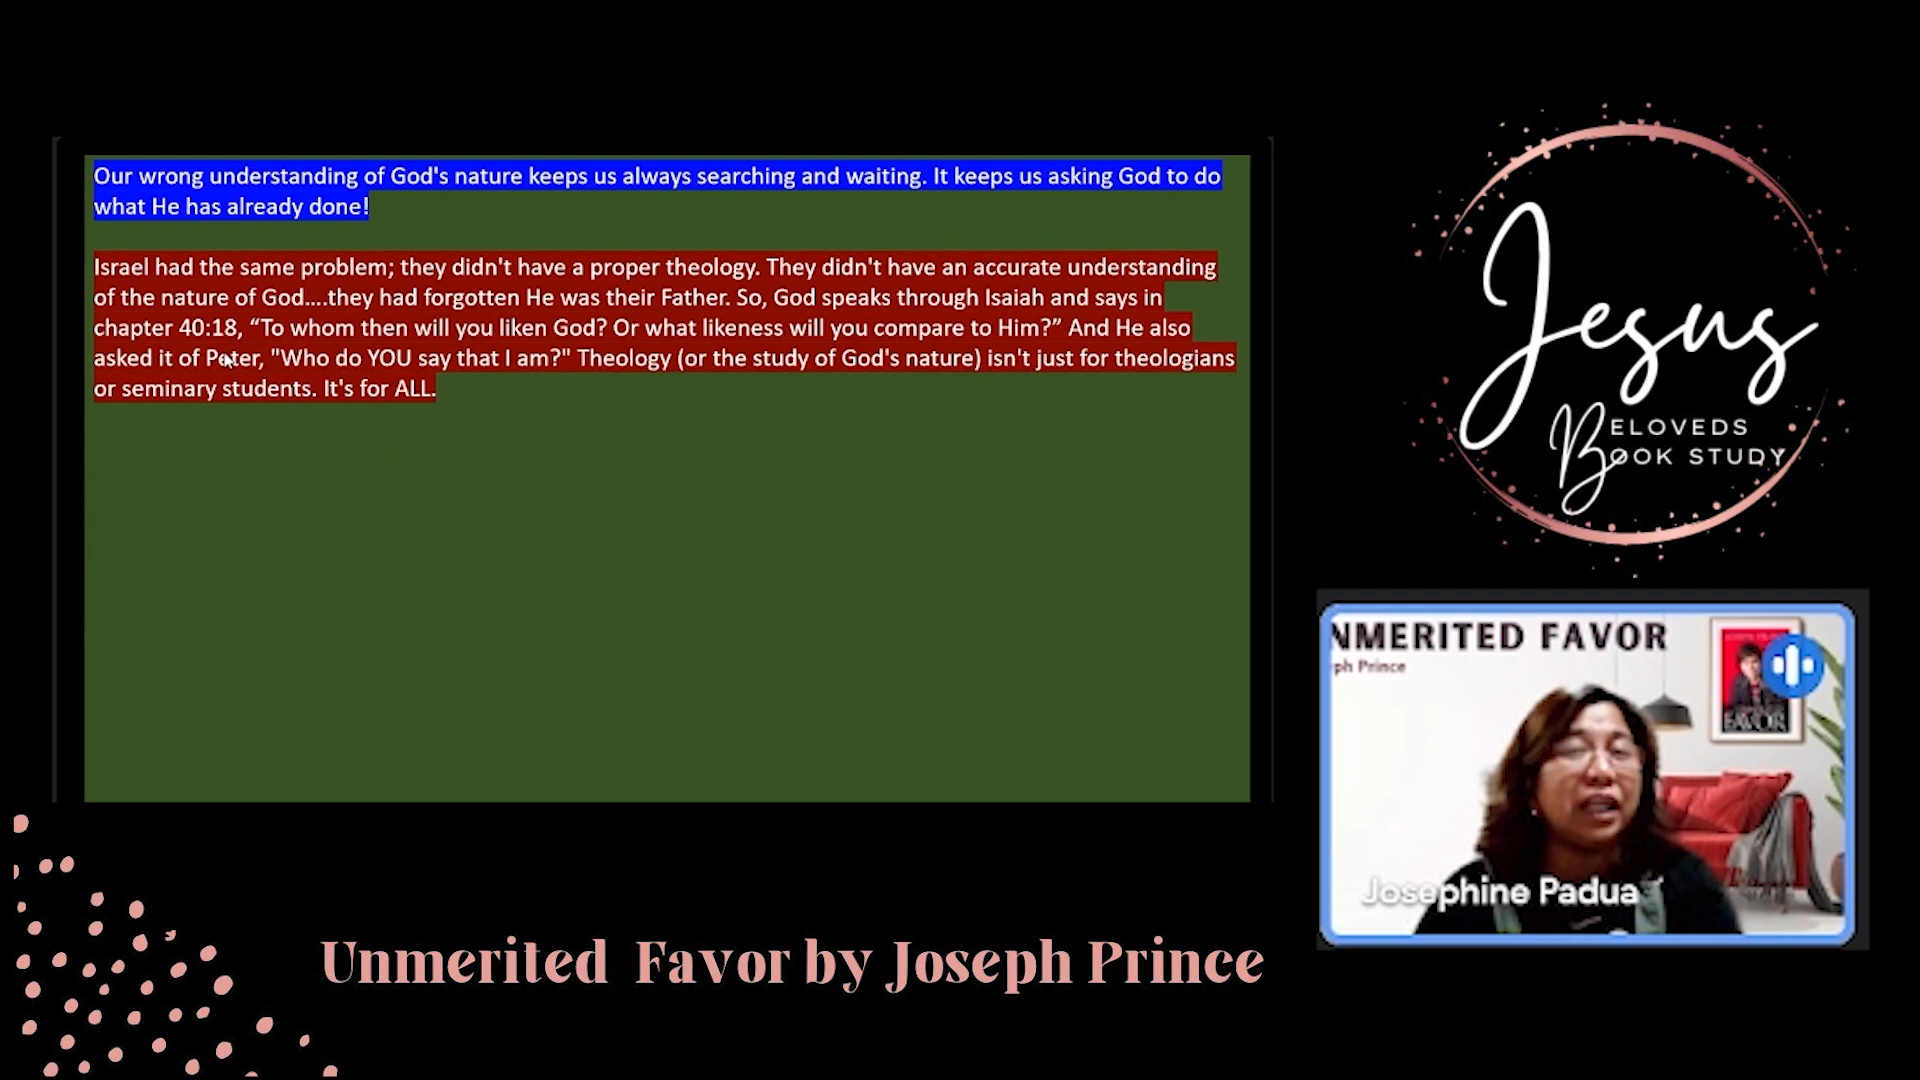 Our wrong understanding of God's nature keeps us always searching and waiting. It keeps us asking God to do
what He has already done!
Israel had the same problem; they didn't have a proper theology. They didn't have an accurate understanding
of the nature of God....they had forgotten He was their Father. So, God speaks through Isaiah and says in
chapter 40:18, “To whom then will you liken God? Or what likeness will you compare to Him?” And He also
asked it of Peter, "Who do YOU say that I am?" Theology (or the study of God's nature) isn't just for theologians
or seminary students. It's for ALL.
Jesus
BELOVEDS
BOOK STUDY
NMERITED FAVOR
ph Prince
FAVOR
Josephine Padua
Unmerited Favor by Joseph Prince